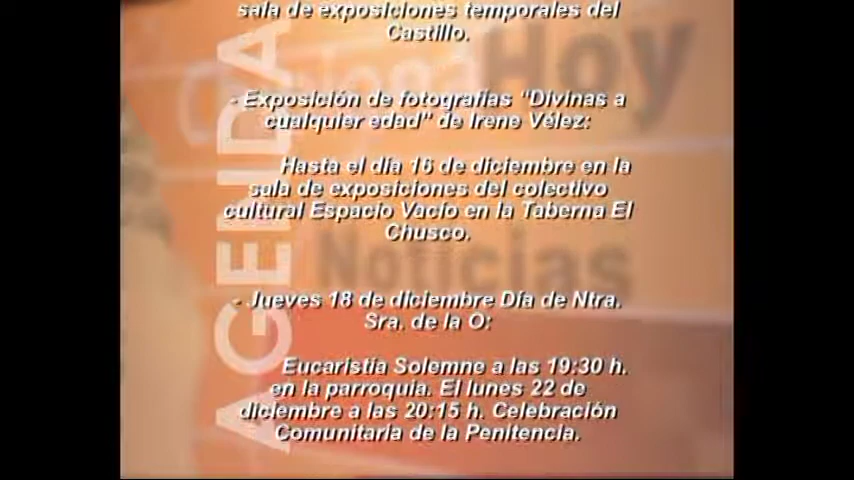 sala de exposiciones temporales del
Castillo.
- Exposición de fotografías "Divinas a
cualquier edad" de Irene Vélez:
Hasta el día 16 de diciembre en la
sala de exposiciones del colectivo
cultural Espacio Vacío en la Taberna El
Chusco.
- Jueves 18 de diciembre Día de Ntra.
Sra. de la O:
Eucaristía Solemne a las 19:30 h.
en la parroquia. El lunes 22 de
diciembre a las 20:15 h. Celebración
Comunitaria de la Penitencia.
AGENDA
Hoy
Noticias